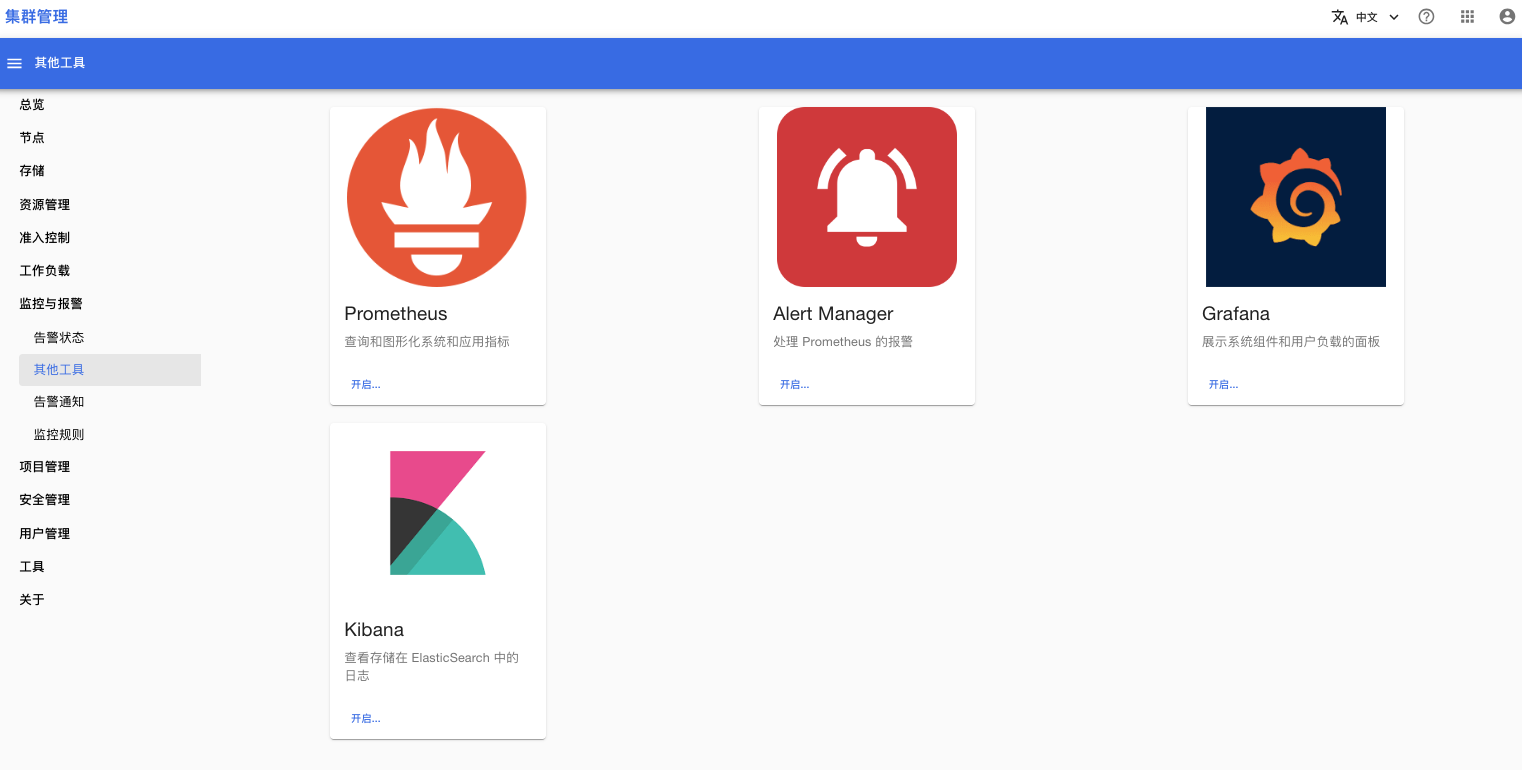 集群管理
中文
其他工具
总览
节点
存储
资源管理
准入控制
工作负载
监控与报警
告警状态
其他工具
告警通知
监控规则
项目管理
安全管理
用户管理
工具
关于
Prometheus
查询和图形化系统和应用指标
开启...
Alert Manager
处理 Prometheus 的报警
开启...
Grafana
展示系统组件和用户负载的面板
开启...
Kibana
查看存储在 ElasticSearch 中的
日志
开启...